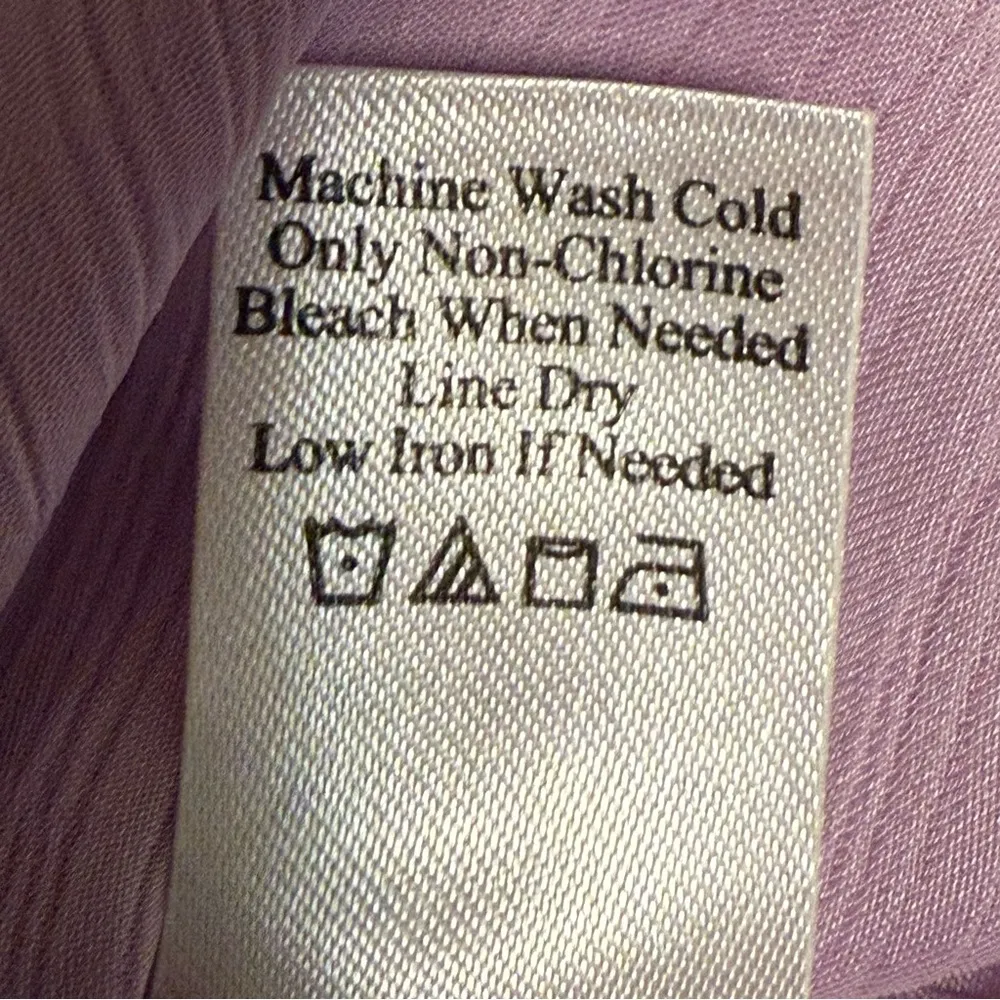 Machine Wash Cold
Only Non-Chlorine
Bleach When Needed
Line Dry
Low Iron If Needed